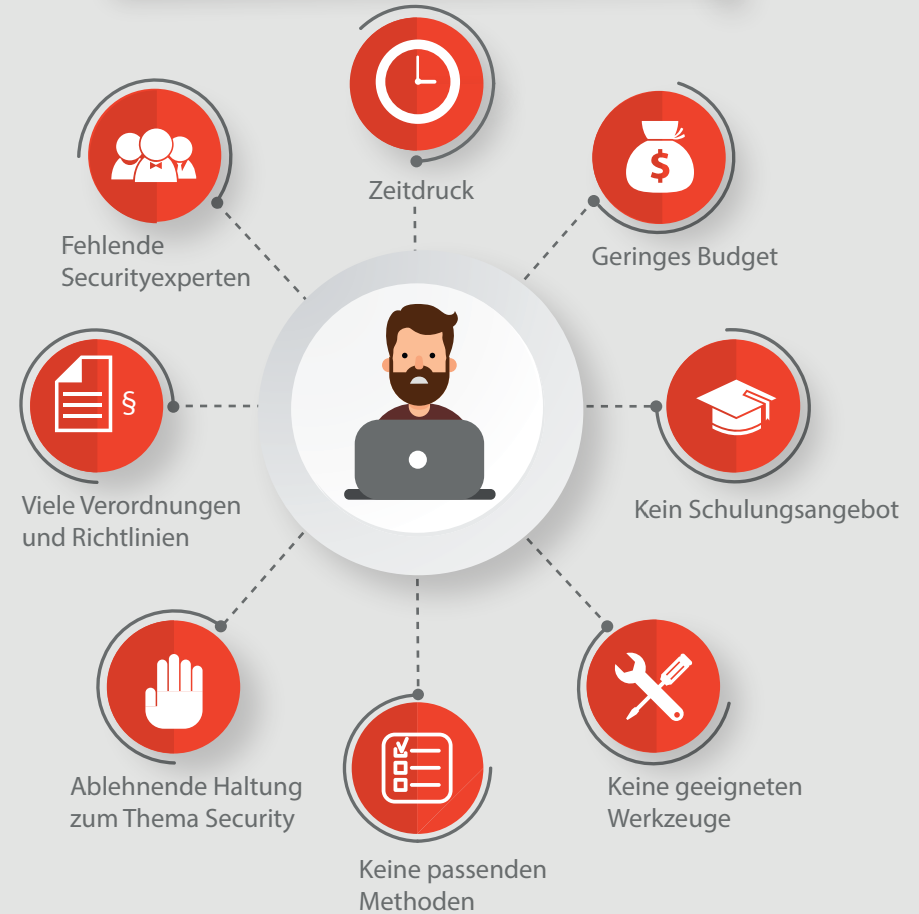 Zeitdruck
$
Geringes Budget
Fehlende
Securityexperten
§
Viele Verordnungen
und Richtlinien
Kein Schulungsangebot
Ablehnende Haltung
zum Thema Security
Keine geeigneten
Werkzeuge
Keine passenden
Methoden